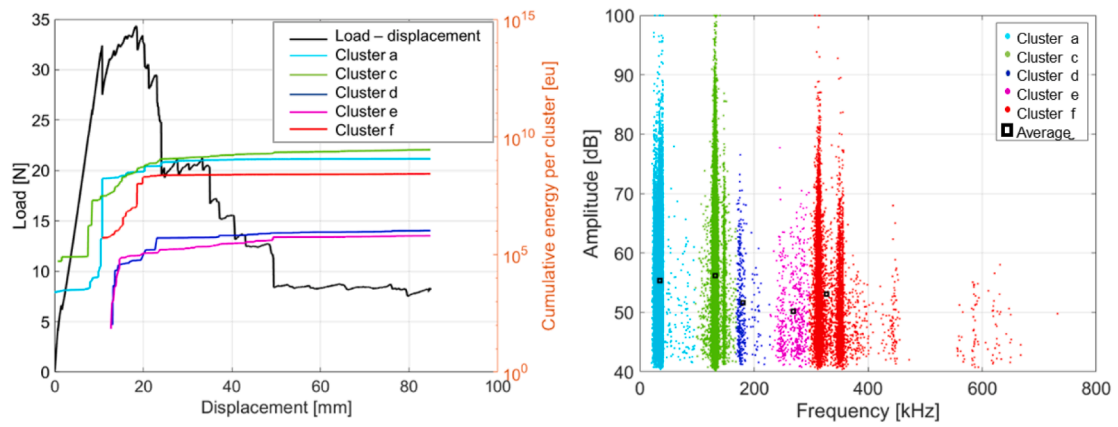 35
30
25
20
15
10
5
0
Load [N]
0
20
40
60
80
100
Displacement [mm]
10^15
10^10
10^5
10^0
Cumulative energy per cluster [eu]
Load – displacement
Cluster a
Cluster c
Cluster d
Cluster e
Cluster f
100
90
80
70
60
50
40
Amplitude [dB]
0
200
400
600
800
Frequency [kHz]
Cluster a
Cluster c
Cluster d
Cluster e
Cluster f
Average